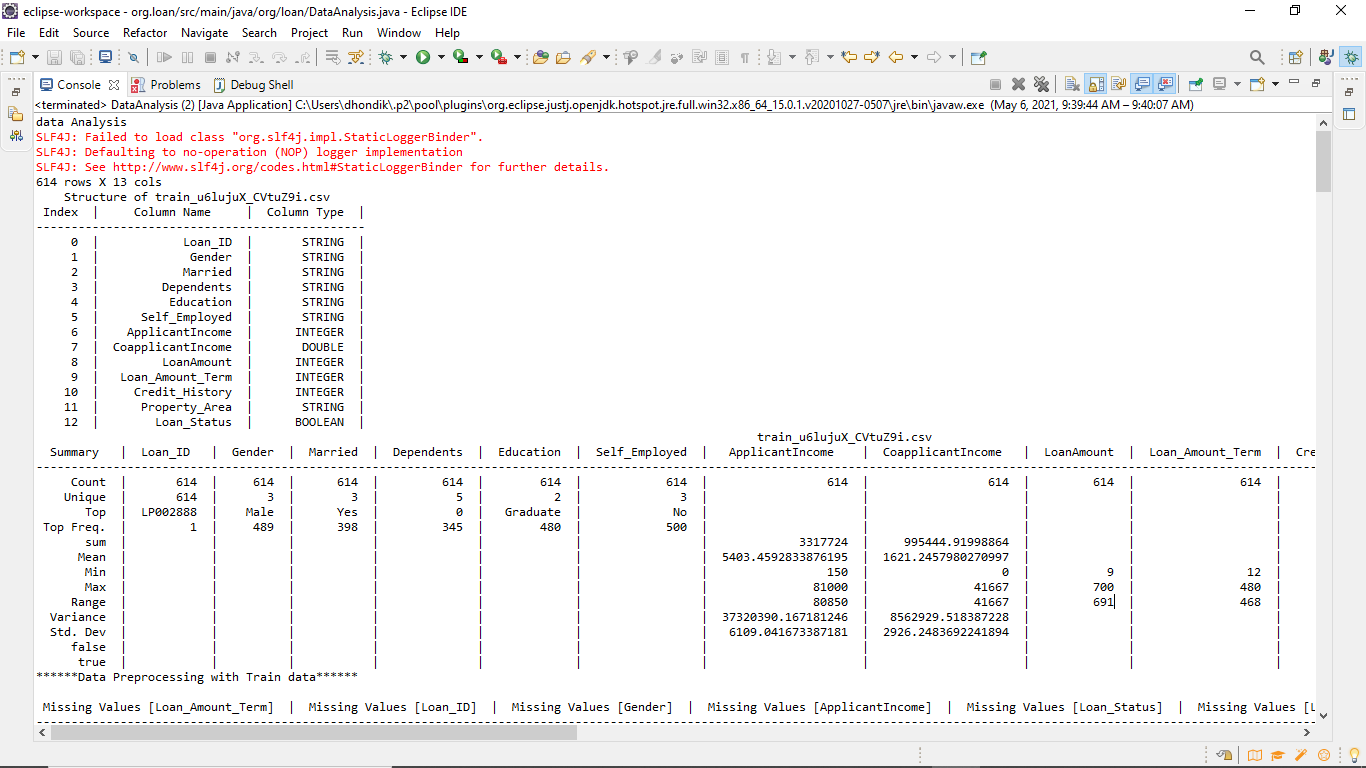 eclipse-workspace - org.loan/src/main/java/org/loan/DataAnalysis.java - Eclipse IDE
File Edit Source Refactor Navigate Search Project Run Window Help
Console Problems Debug Shell
<terminated> DataAnalysis (2) [Java Application] C:\Users\dhondik\.p2\pool\plugins\org.eclipse.justj.openjdk.hotspot.jre.full.win32.x86_64_15.0.1.v20201027-0507\jre\bin\javaw.exe (May 6, 2021, 9:39:44 AM – 9:40:07 AM)
data Analysis
SLF4J: Failed to load class "org.slf4j.impl.StaticLoggerBinder".
SLF4J: Defaulting to no-operation (NOP) logger implementation
SLF4J: See http://www.slf4j.org/codes.html#StaticLoggerBinder for further details.
614 rows X 13 cols
Structure of train_u6lujuX_CVtuZ9i.csv
Index | Column Name | Column Type |
-----------------------------------------------
0 | Loan_ID | STRING |
1 | Gender | STRING |
2 | Married | STRING |
3 | Dependents | STRING |
4 | Education | STRING |
5 | Self_Employed | STRING |
6 | ApplicantIncome | INTEGER |
7 | CoapplicantIncome | DOUBLE |
8 | LoanAmount | INTEGER |
9 | Loan_Amount_Term | INTEGER |
10 | Credit_History | INTEGER |
11 | Property_Area | STRING |
12 | Loan_Status | BOOLEAN |
train_u6lujuX_CVtuZ9i.csv
Summary | Loan_ID | Gender | Married | Dependents | Education | Self_Employed | ApplicantIncome | CoapplicantIncome | LoanAmount | Loan_Amount_Term | Cre
Count | 614 | 614 | 614 | 614 | 614 | 614 | 614 | 614 | 614 | 614 |
Unique | 614 | 3 | 3 | 5 | 2 | 3 | | | | |
Top | LP002888 | Male | Yes | 0 | Graduate | No | | | | |
Top Freq. | 1 | 489 | 398 | 345 | 480 | 500 | | | | |
sum | | | | | | | 3317724 | 995444.91998864 | | |
Mean | | | | | | | 5403.4592833876195 | 1621.2457980270997 | | |
Min | | | | | | | 150 | 0 | 9 | 12 |
Max | | | | | | | 81000 | 41667 | 700 | 480 |
Range | | | | | | | 80850 | 41667 | 691 | 468 |
Variance | | | | | | | 37320390.167181246 | 8562929.518387228 | | |
Std. Dev | | | | | | | 6109.041673387181 | 2926.2483692241894 | | |
false | | | | | | | | | | |
true | | | | | | | | | | |
******Data Preprocessing with Train data******
Missing Values [Loan_Amount_Term] | Missing Values [Loan_ID] | Missing Values [Gender] | Missing Values [ApplicantIncome] | Missing Values [Loan_Status] | Missing Values [L